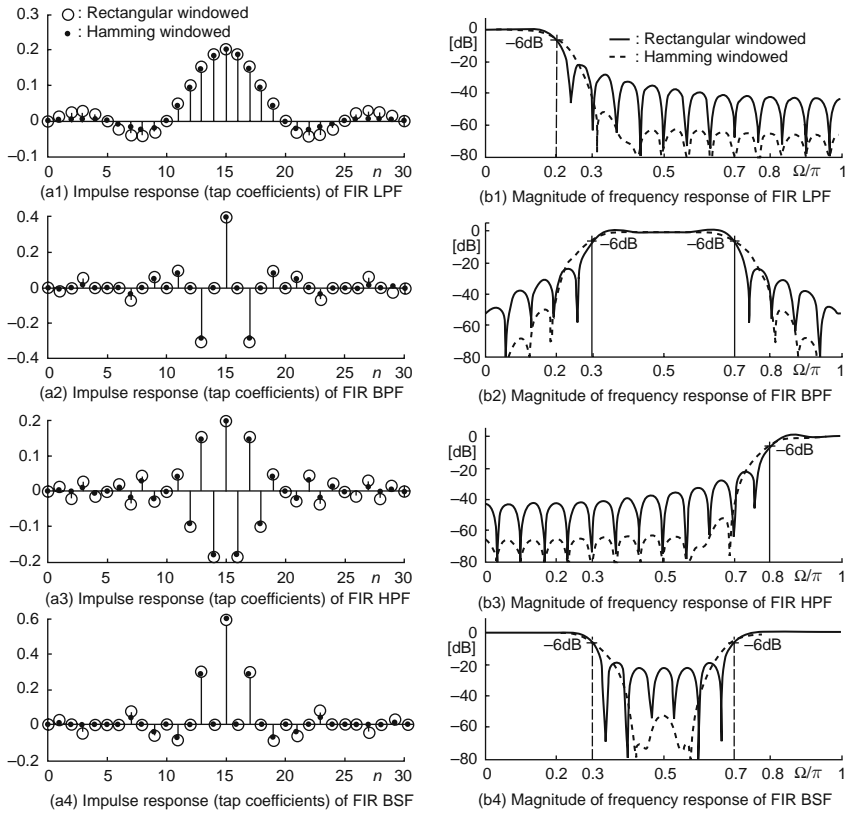 : Rectangular windowed
: Hamming windowed
0.3
0.2
0.1
0
−0.1
0 5 10 15 20 25 n 30
(a1) Impulse response (tap coefficients) of FIR LPF
0
[dB]
−20
−40
−60
−80
−6dB
: Rectangular windowed
: Hamming windowed
0 0.2 0.3 0.7 0.8 Ω/π 1
(b1) Magnitude of frequency response of FIR LPF
0.4
0.2
0
−0.2
−0.4
0 5 10 15 20 25 n 30
(a2) Impulse response (tap coefficients) of FIR BPF
0
[dB]
−20
−40
−60
−80
−6dB −6dB
0 0.2 0.3 0.7 0.8 Ω/π 1
(b2) Magnitude of frequency response of FIR BPF
0.2
0.1
0
−0.1
−0.2
0 5 10 15 20 25 n 30
(a3) Impulse response (tap coefficients) of FIR HPF
0
[dB]
−20
−40
−60
−80
−6dB
0 0.2 0.3 0.7 0.8 Ω/π 1
(b3) Magnitude of frequency response of FIR HPF
0.6
0.4
0.2
0
−0.2
0 5 10 15 20 25 n 30
(a4) Impulse response (tap coefficients) of FIR BSF
0
[dB]
−20
−40
−60
−80
−6dB −6dB
0 0.2 0.3 0.7 0.8 Ω/π 1
(b4) Magnitude of frequency response of FIR BSF